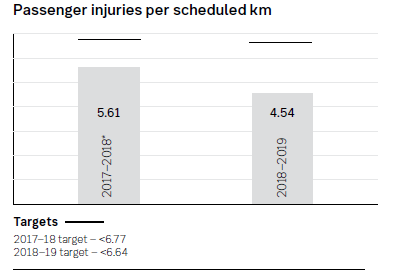 Passenger injuries per scheduled km
5.61
4.54
2017–2018*
2018–2019
Targets
2017–18 target – <6.77
2018–19 target – <6.64